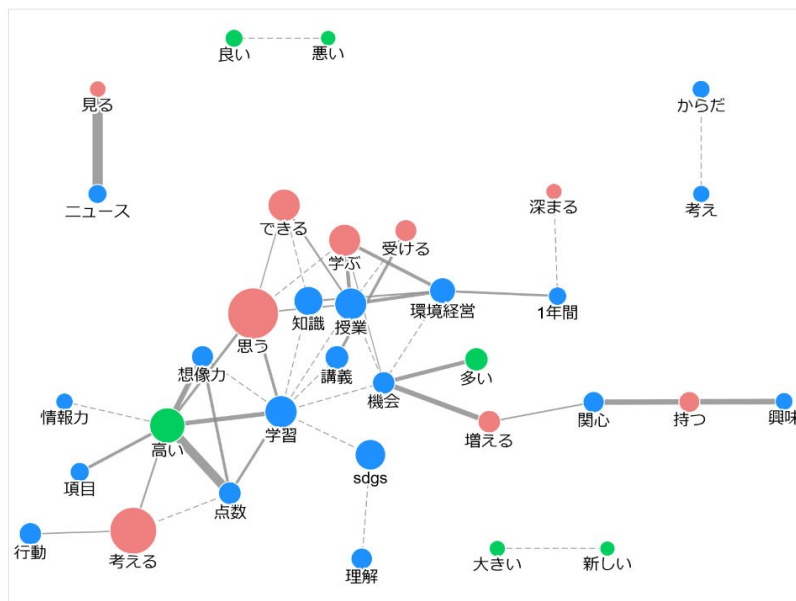 良い
悪い
見る
からだ
ニュース
深まる
考え
できる
受ける
学ぶ
環境経営
1年間
知識
授業
思う
想像力
講義
多い
機会
情報力
関心
持つ
興味
高い
学習
増える
sdgs
項目
点数
行動
考える
理解
大きい
新しい